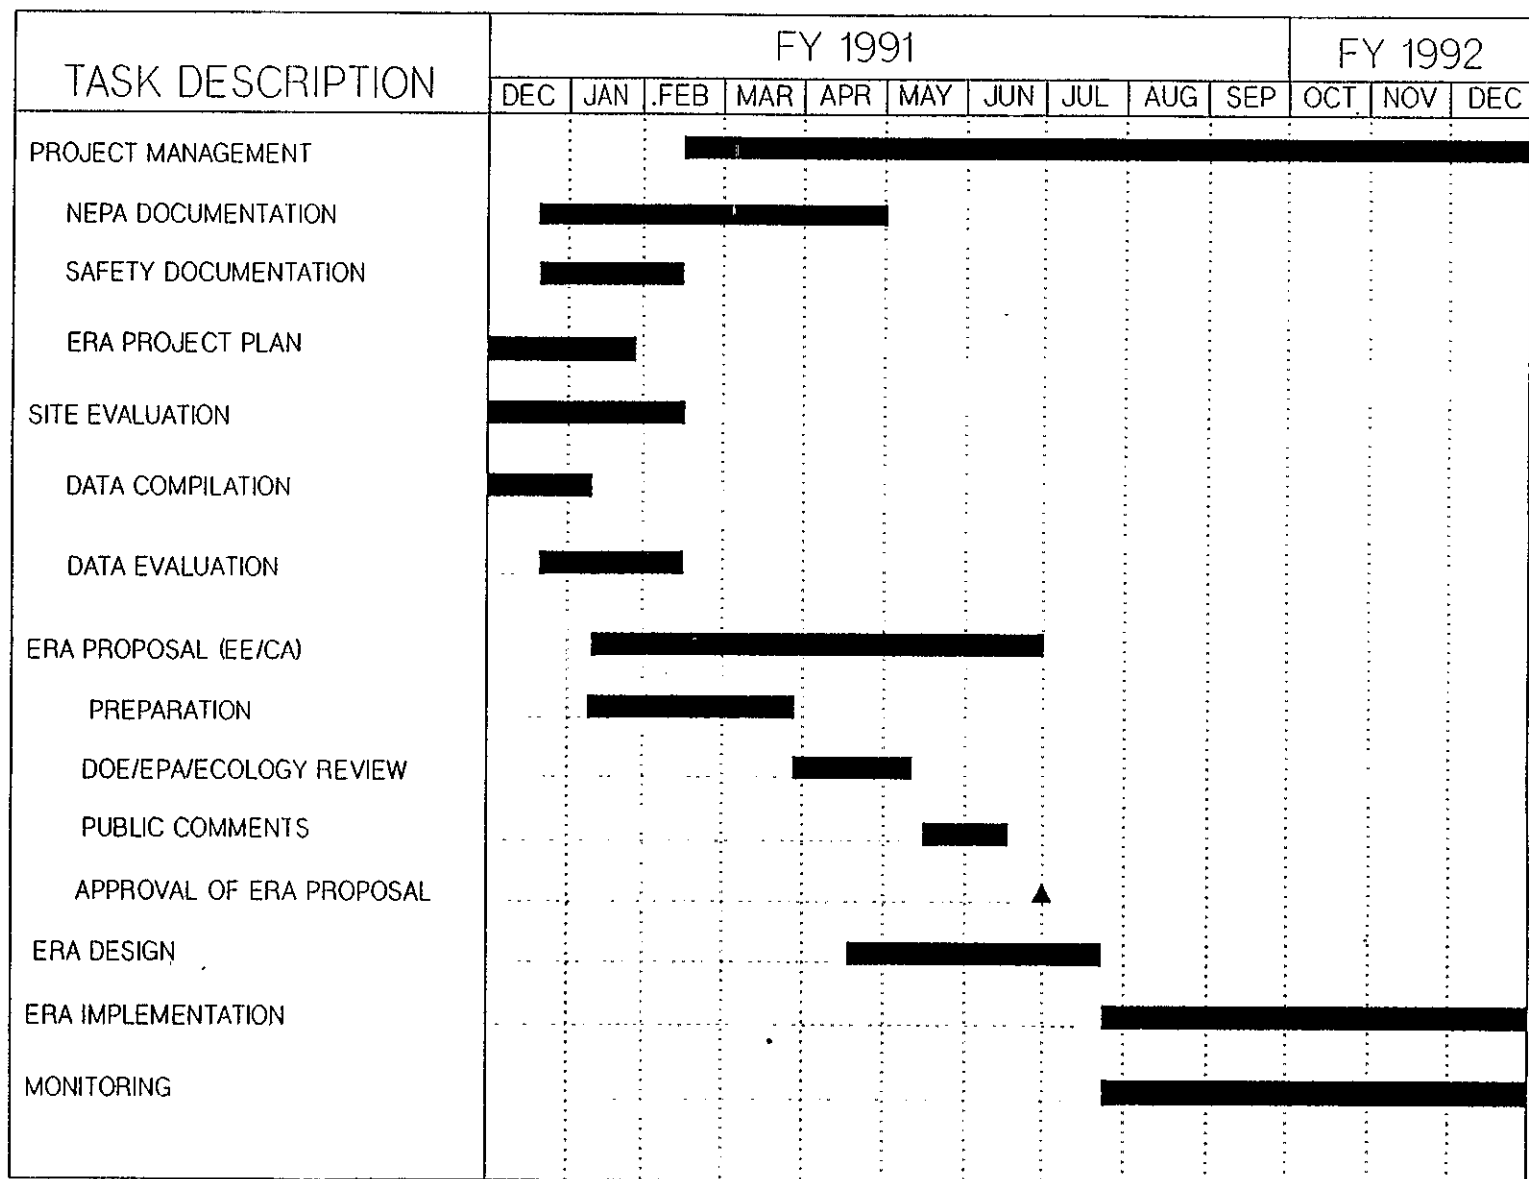 TASK DESCRIPTION
FY 1991
FY 1992
DEC JAN .FEB MAR APR MAY JUN JUL AUG SEP OCT NOV DEC
PROJECT MANAGEMENT
NEPA DOCUMENTATION
SAFETY DOCUMENTATION
ERA PROJECT PLAN
SITE EVALUATION
DATA COMPILATION
DATA EVALUATION
ERA PROPOSAL (EE/CA)
PREPARATION
DOE/EPA/ECOLOGY REVIEW
PUBLIC COMMENTS
APPROVAL OF ERA PROPOSAL
ERA DESIGN
ERA IMPLEMENTATION
MONITORING